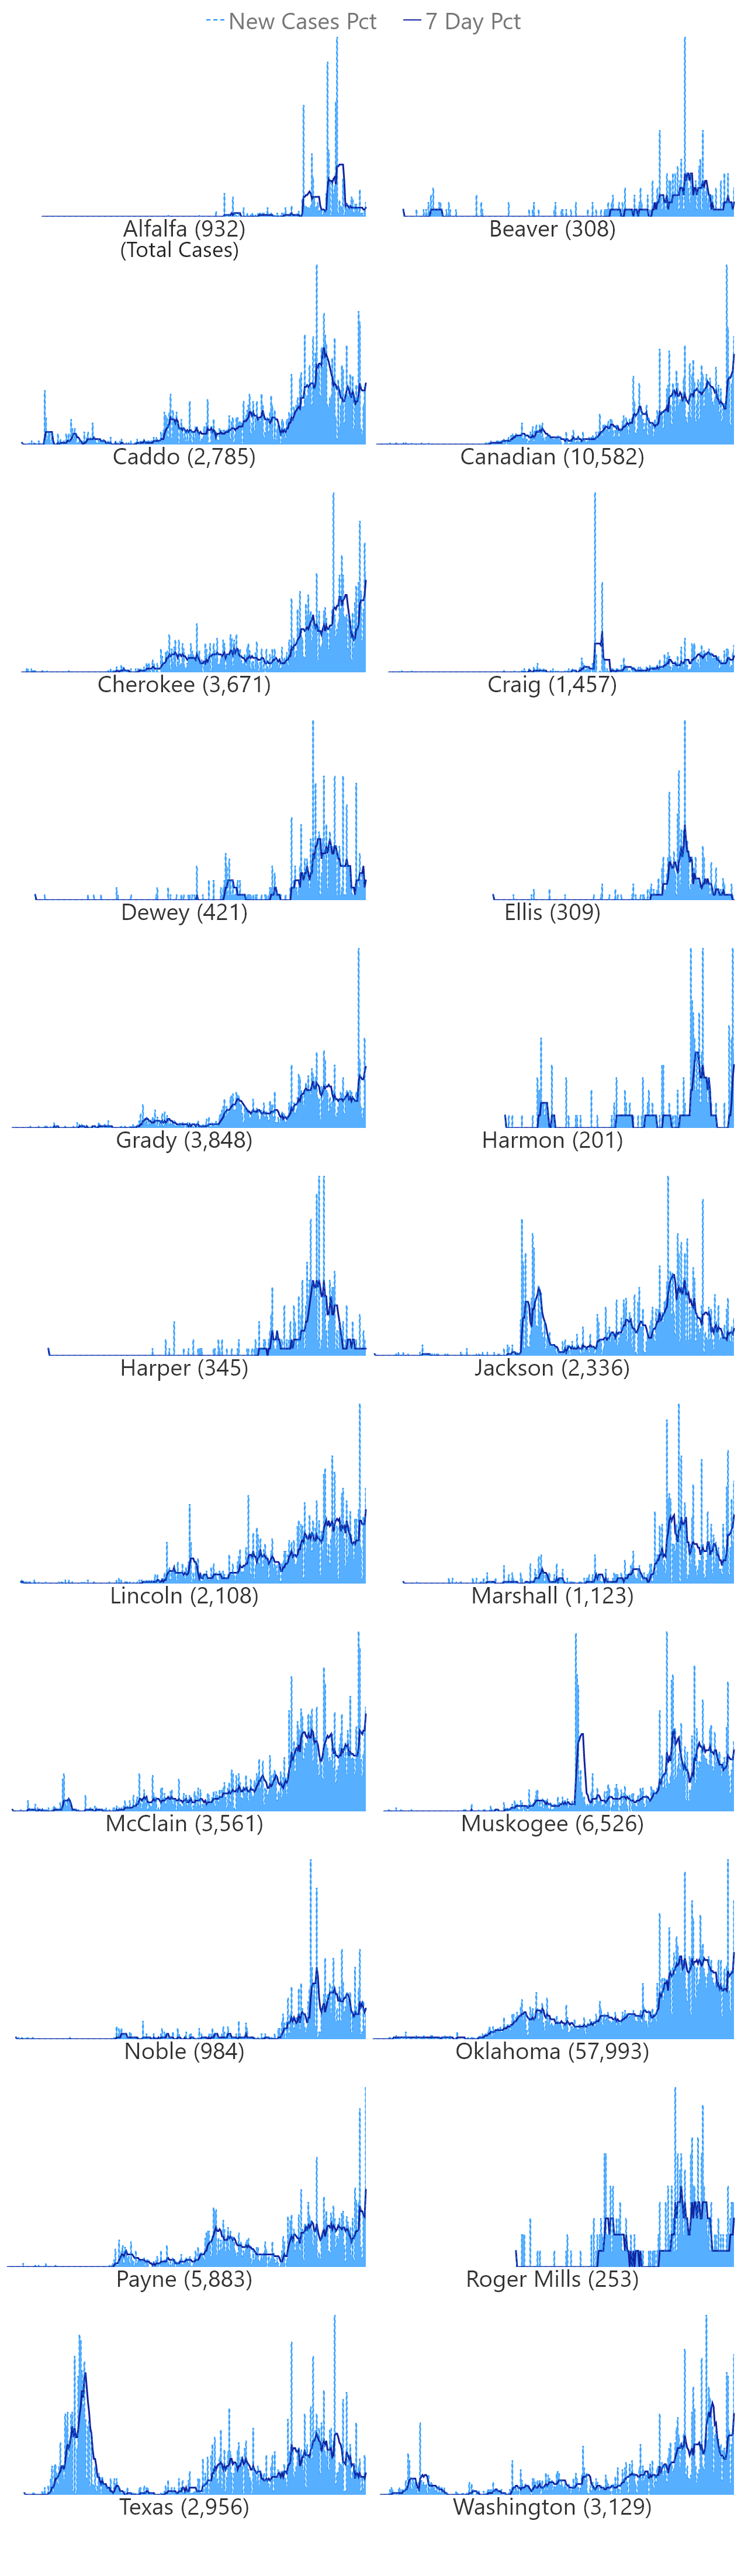 New Cases Pct 7 Day Pct
Alfalfa (932)
(Total Cases)
Beaver (308)
Caddo (2,785)
Canadian (10,582)
Cherokee (3,671)
Craig (1,457)
Dewey (421)
Ellis (309)
Grady (3,848)
Harmon (201)
Harper (345)
Jackson (2,336)
Lincoln (2,108)
Marshall (1,123)
McClain (3,561)
Muskogee (6,526)
Noble (984)
Oklahoma (57,993)
Payne (5,883)
Roger Mills (253)
Texas (2,956)
Washington (3,129)